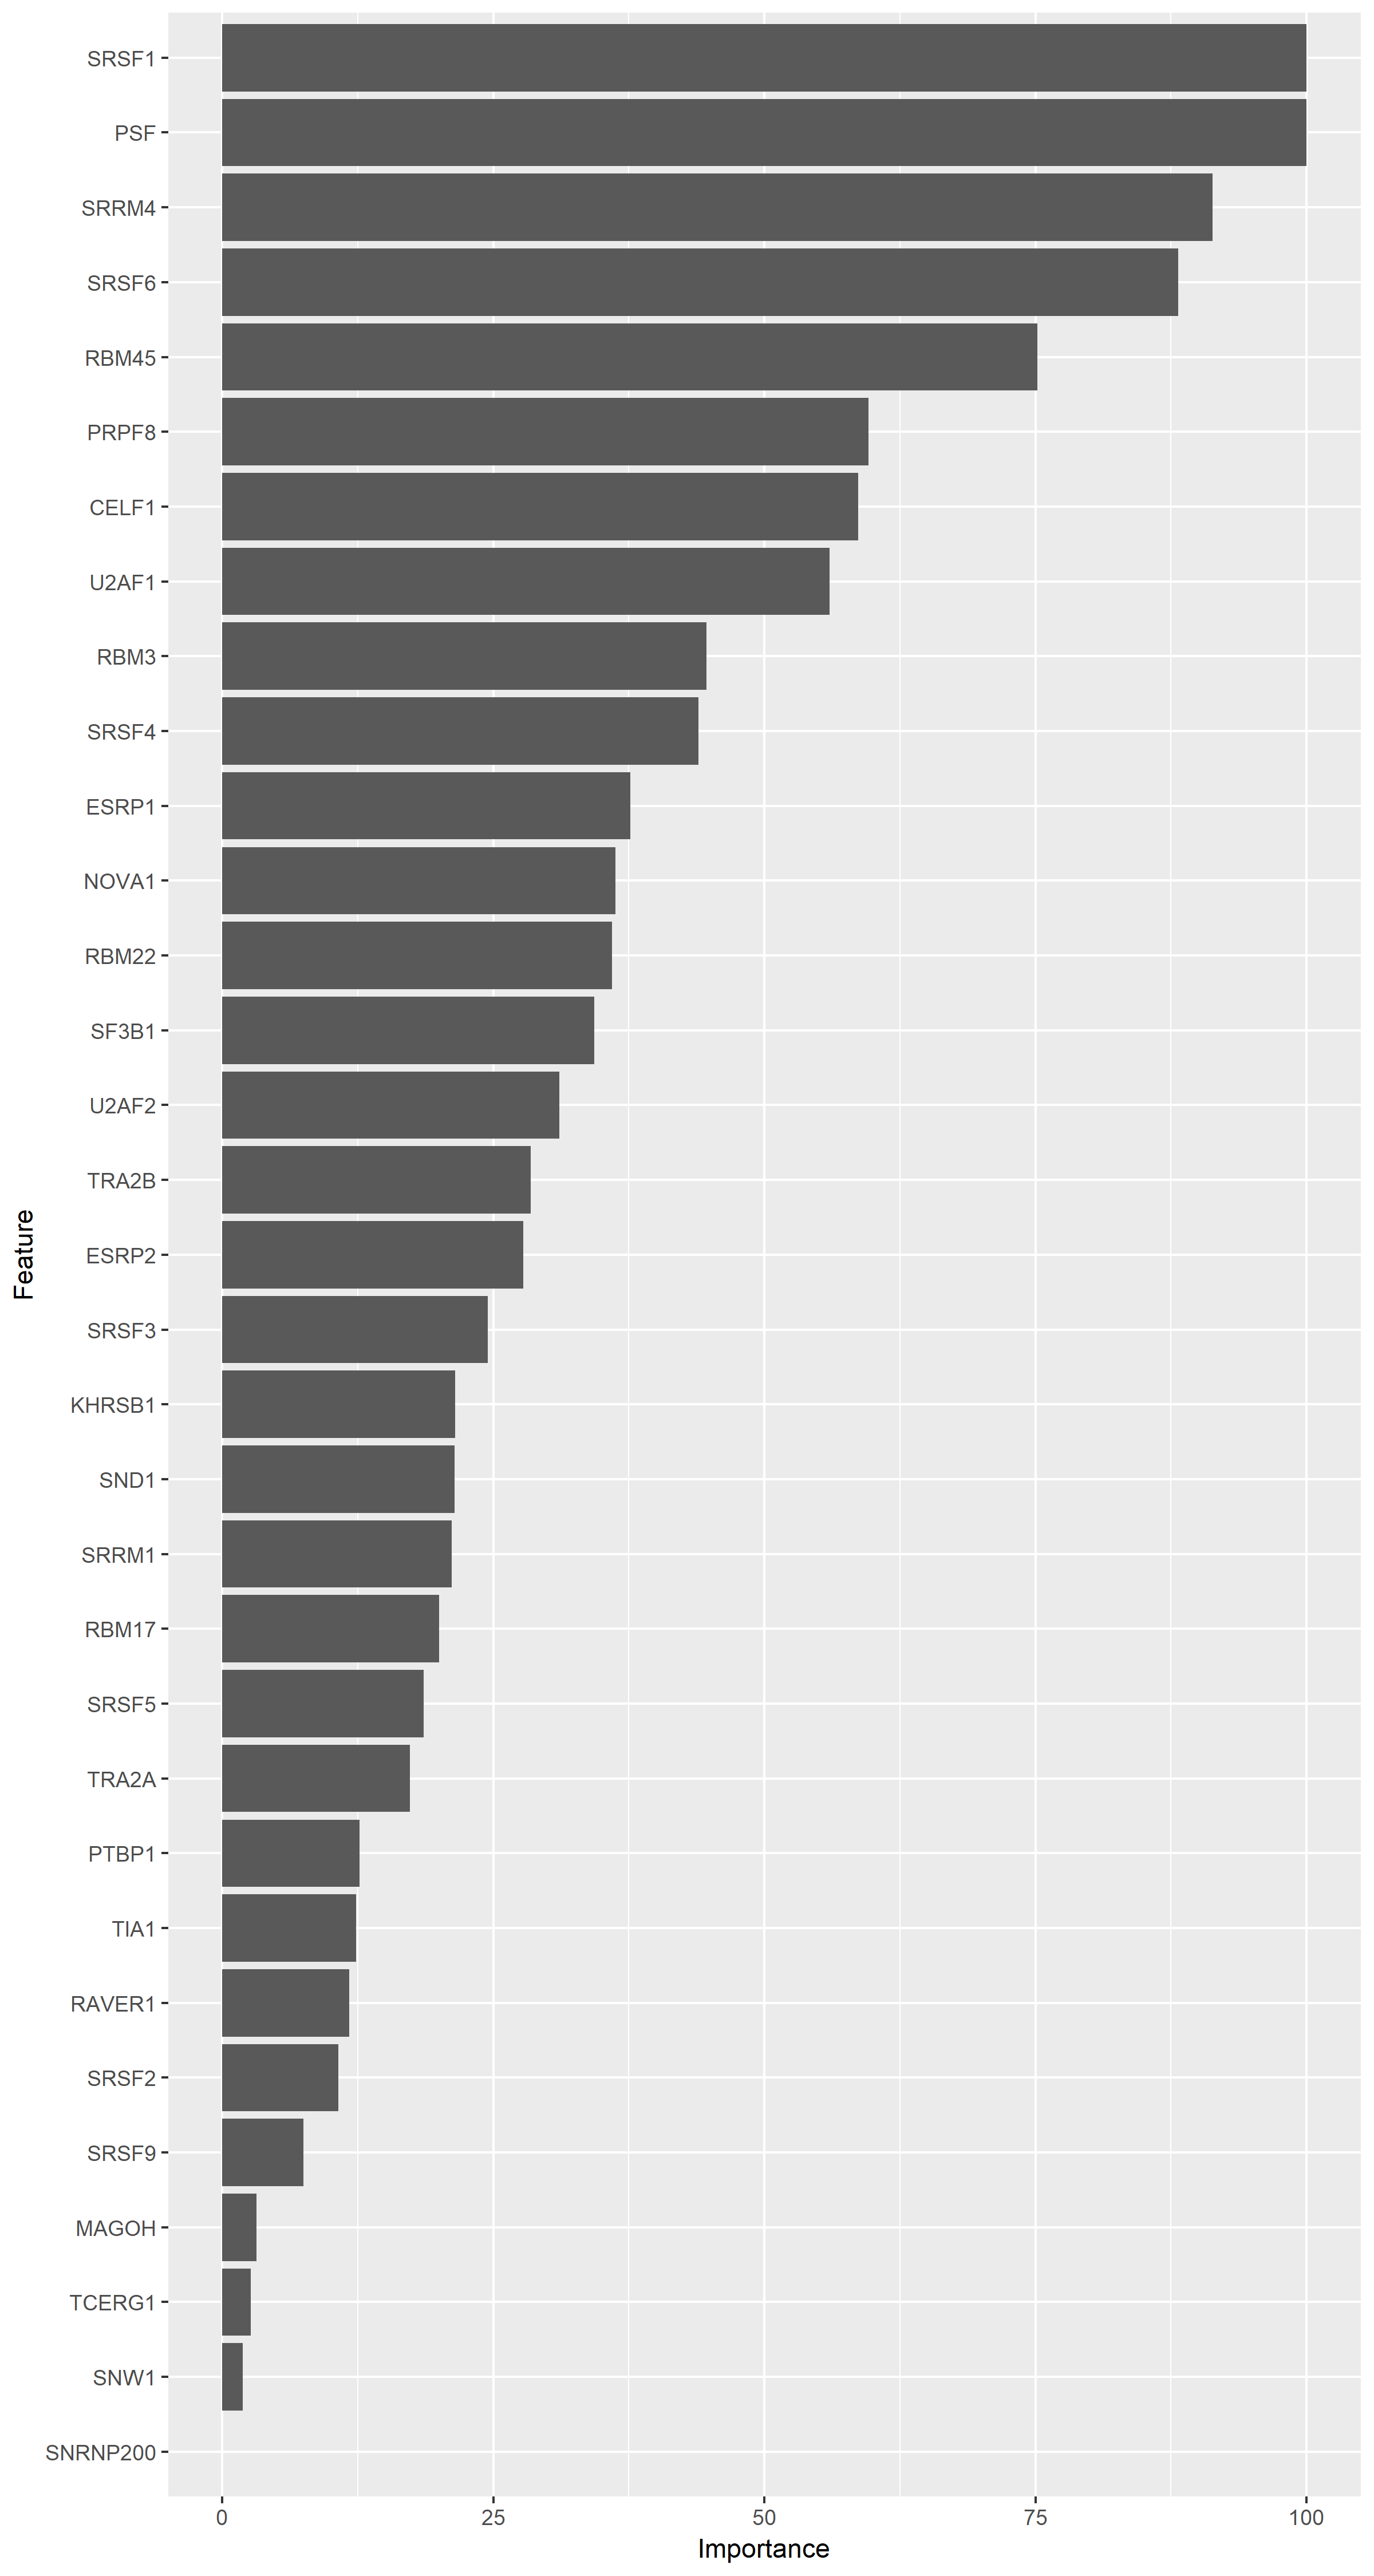 SRSF1
PSF
SRRM4
SRSF6
RBM45
PRPF8
CELF1
U2AF1
RBM3
SRSF4
ESRP1
NOVA1
RBM22
SF3B1
U2AF2
TRA2B
ESRP2
SRSF3
KHRSB1
SND1
SRRM1
RBM17
SRSF5
TRA2A
PTBP1
TIA1
RAVER1
SRSF2
SRSF9
MAGOH
TCERG1
SNW1
SNRNP200
Feature
0 25 50 75 100
Importance